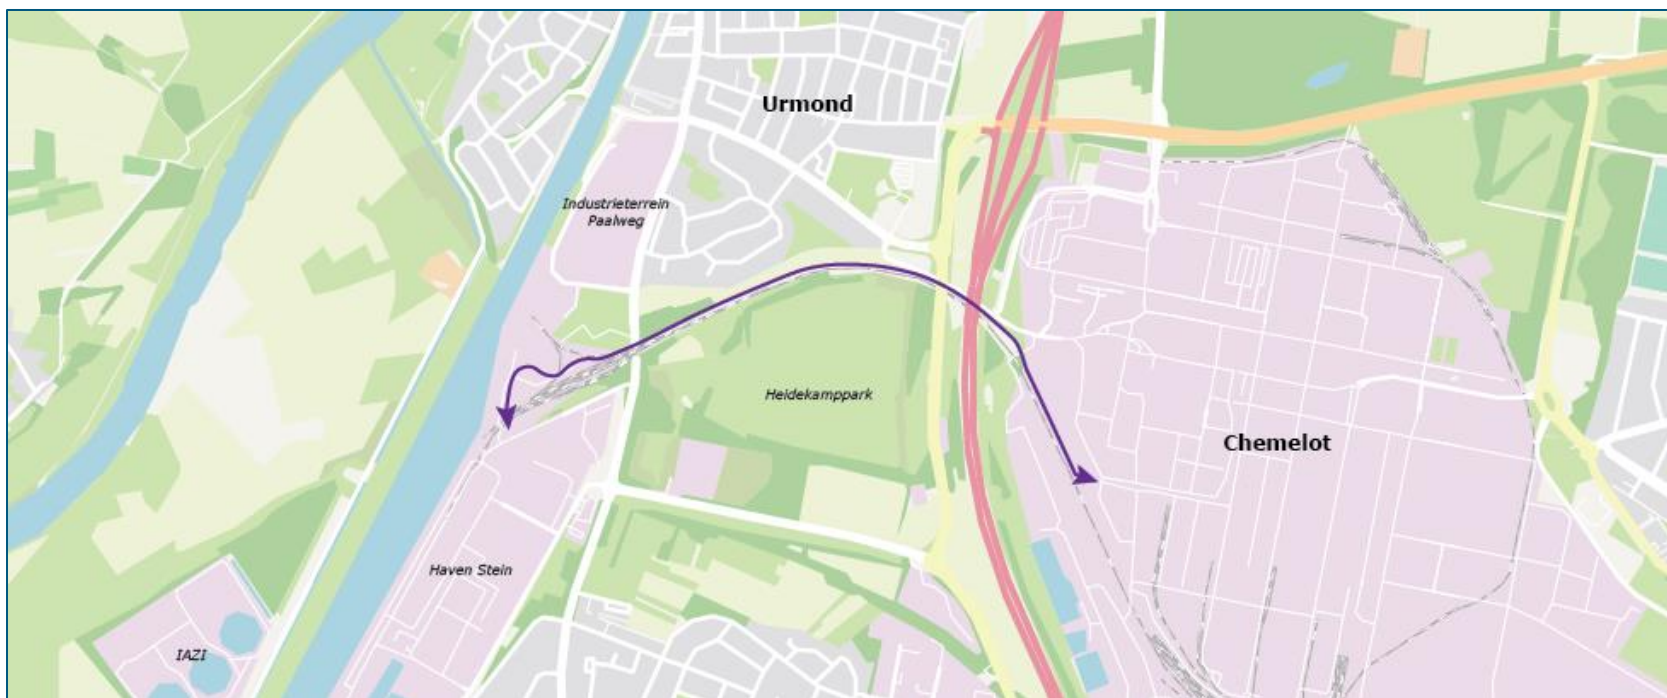 Urmond
Industrieterrein
Paalweg
Heidekamppark
Chemelot
Haven Stein
IAZI